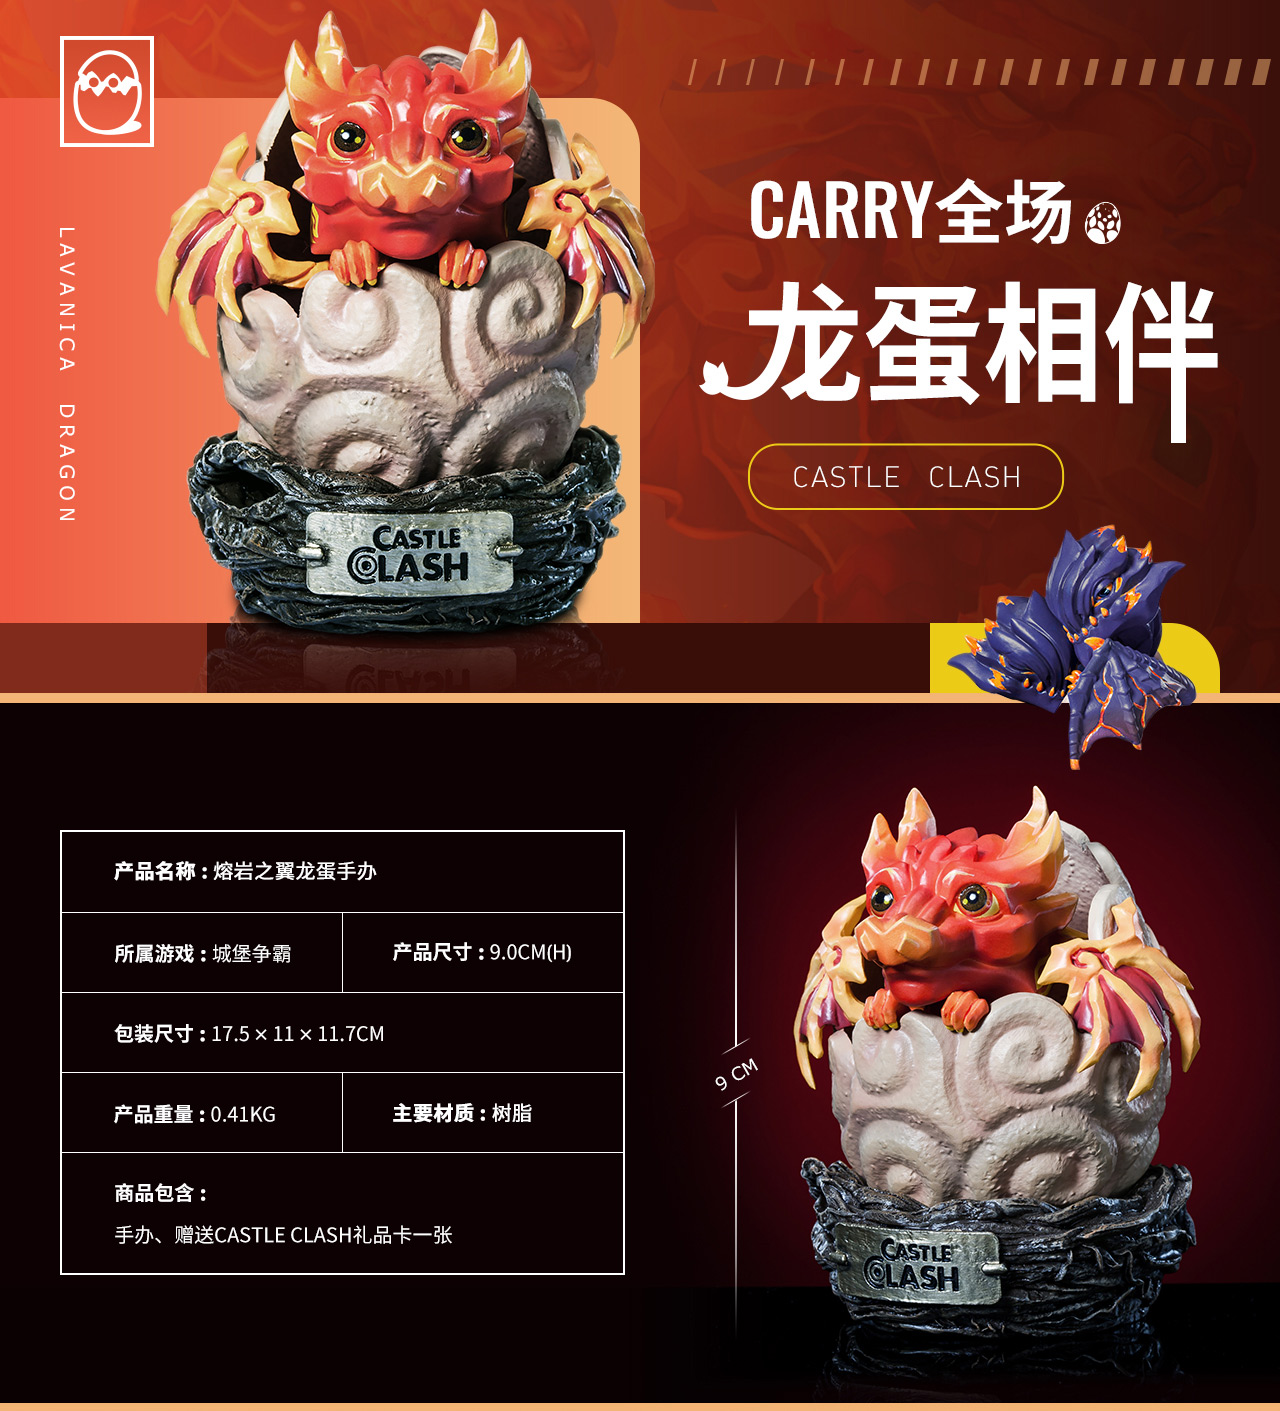 LAVANICA DRAGON
CARRY全场
龙蛋相伴
CASTLE CLASH
CASTLE
CLASH
产品名称：熔岩之翼龙蛋手办
所属游戏：城堡争霸
产品尺寸：9.0CM(H)
包装尺寸：17.5 × 11 × 11.7CM
产品重量：0.41KG
主要材质：树脂
商品包含：
手办、赠送CASTLE CLASH礼品卡一张
9 CM
CASTLE
CLASH